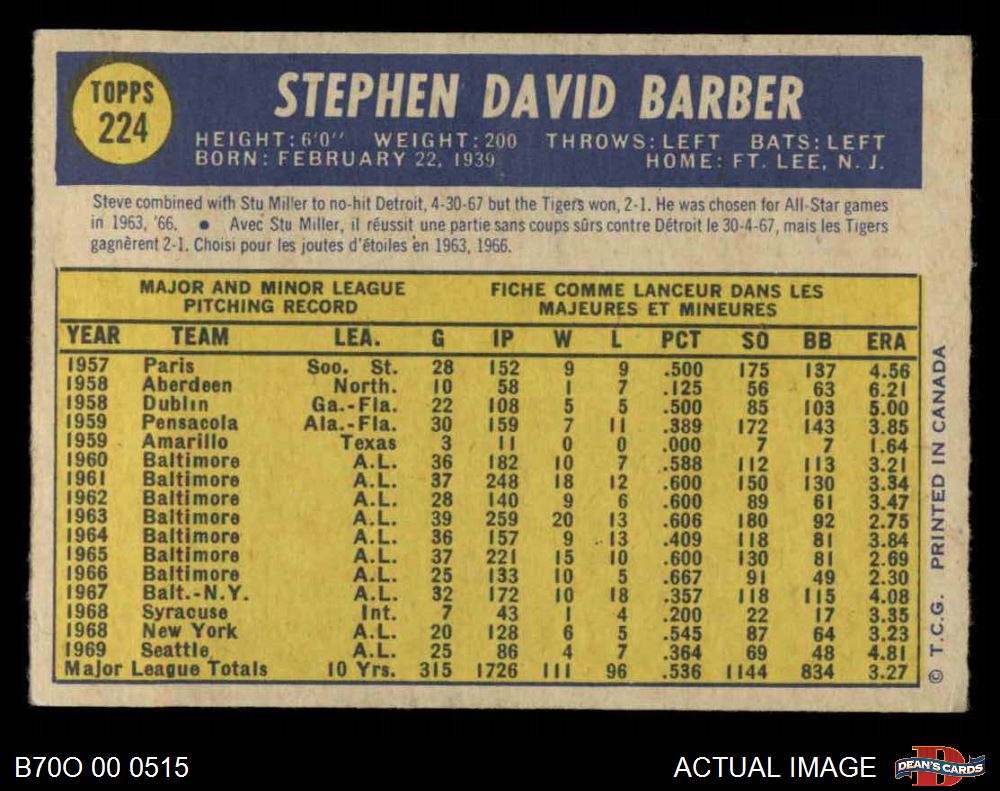 TOPPS
224
STEPHEN DAVID BARBER
HEIGHT: 6'0" WEIGHT: 200 THROWS: LEFT BATS: LEFT
BORN: FEBRUARY 22, 1939 HOME: FT. LEE, N. J.
Steve combined with Stu Miller to no-hit Detroit, 4-30-67 but the Tigers won, 2-1. He was chosen for All-Star games
in 1963, '66. ● Avec Stu Miller, il réussit une partie sans coups sûrs contre Détroit le 30-4-67, mais les Tigers
gagnèrent 2-1. Choisi pour les joutes d'étoiles en 1963, 1966.
MAJOR AND MINOR LEAGUE FICHE COMME LANCEUR DANS LES
PITCHING RECORD MAJEURES ET MINEURES
YEAR TEAM LEA. G IP W L PCT SO BB ERA
1957 Paris Soo. St. 28 152 9 9 .500 175 137 4.56
1958 Aberdeen North. 10 58 1 7 .125 56 63 6.21
1958 Dublin Ga.-Fla. 22 108 5 5 .500 85 103 5.00
1959 Pensacola Ala.-Fla. 30 159 7 11 .389 172 143 3.85
1959 Amarillo Texas 3 11 0 0 .000 7 7 1.64
1960 Baltimore A.L. 36 182 10 7 .588 112 113 3.21
1961 Baltimore A.L. 37 248 18 12 .600 150 130 3.34
1962 Baltimore A.L. 28 140 9 6 .600 89 61 3.47
1963 Baltimore A.L. 39 259 20 13 .606 180 92 2.75
1964 Baltimore A.L. 36 157 9 13 .409 118 81 3.84
1965 Baltimore A.L. 37 221 15 10 .600 130 81 2.69
1966 Baltimore A.L. 25 133 10 5 .667 91 49 2.30
1967 Balt.-N.Y. A.L. 32 172 10 18 .357 118 115 4.08
1968 Syracuse Int. 7 43 1 4 .200 22 17 3.35
1968 New York A.L. 20 128 6 5 .545 87 64 3.23
1969 Seattle A.L. 25 86 4 7 .364 69 48 4.81
Major League Totals 10 Yrs. 315 1726 111 96 .536 1144 834 3.27
© T.C.G. PRINTED IN CANADA
B70O 00 0515 ACTUAL IMAGE
DEAN'S CARDS